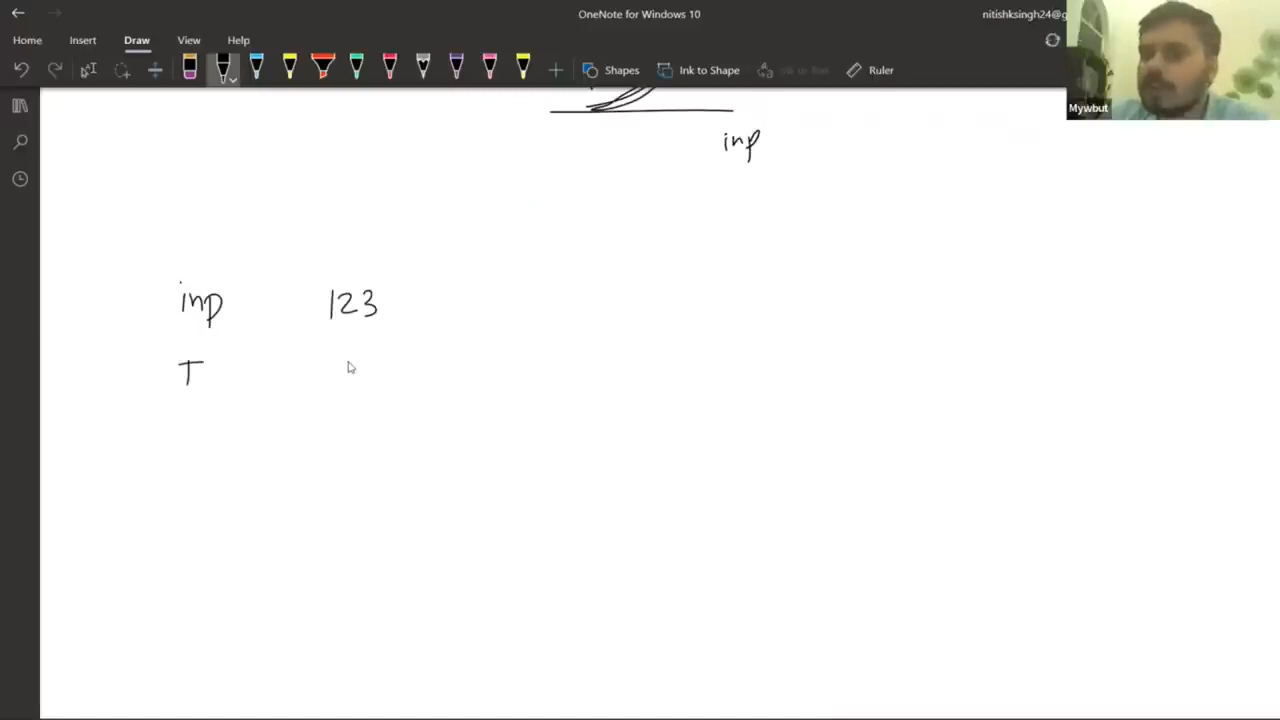 OneNote for Windows 10
nitishksingh24@g
Home Insert Draw View Help
Shapes Ink to Shape Ruler
Mywbut
inp
inp 123
T